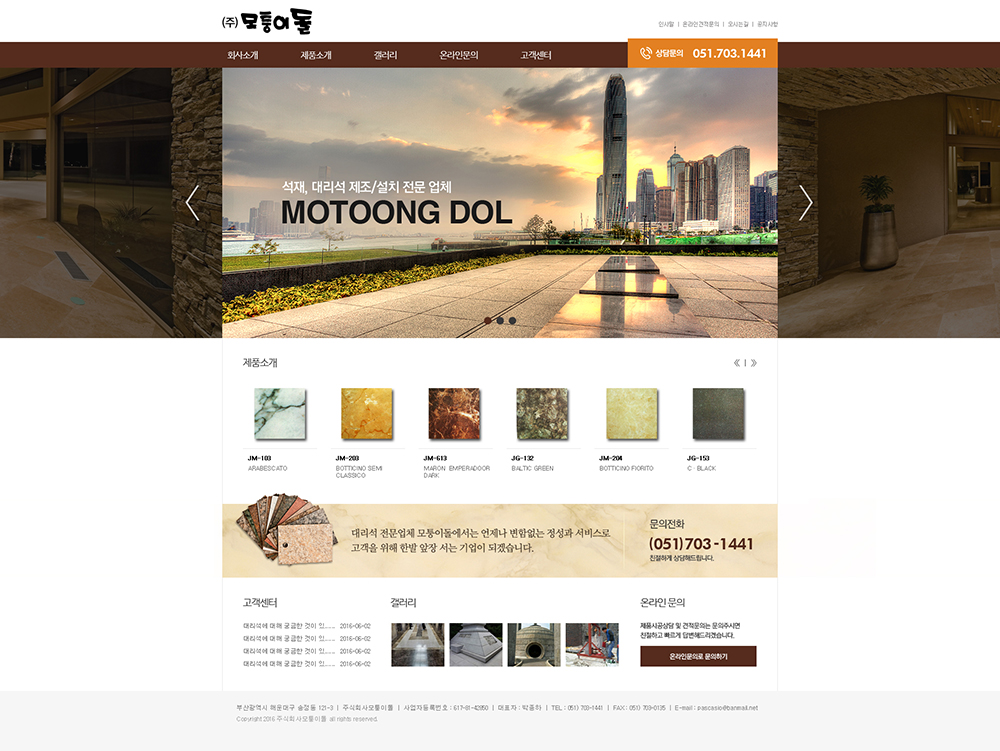 (주) 모퉁이돌
인사말 | 온라인견적문의 | 오시는길 | 공지사항
회사소개 제품소개 갤러리 온라인문의 고객센터 상담문의 051.703.1441
석재, 대리석 제조/설치 전문 업체
MOTOONG DOL
제품소개
JM-103 JM-203 JM-613 JG-132 JM-204 JG-153
ARABESCATO BOTTICINO SEMI MARON EMPERADOOR BALTIC GREEN BOTTICINO FIORITO C - BLACK
CLASSICO DARK
문의전화
대리석 전문업체 모퉁이돌에서는 언제나 변함없는 정성과 서비스로
고객을 위해 한발 앞장 서는 기업이 되겠습니다.
(051)703-1441
친절하게 상담해드립니다.
고객센터 갤러리 온라인 문의
대리석에 대해 궁금한 것이 있...... 2016-06-02
대리석에 대해 궁금한 것이 있...... 2016-06-02
대리석에 대해 궁금한 것이 있...... 2016-06-02
대리석에 대해 궁금한 것이 있...... 2016-06-02
제품시공상담 및 견적문의는 문의주시면
친절하고 빠르게 답변해드리겠습니다.
온라인문의로 문의하기
부산광역시 해운대구 송정동 121-3 | 주식회사모퉁이돌 | 사업자등록번호 : 617-81-42950 | 대표자 : 박종하 | TEL : 051) 703-1441 | FAX : 051) 703-0135 | E-mail : pascasio@hanmail.net
Copyright 2016 주식회사모퉁이돌 all rights reserved.